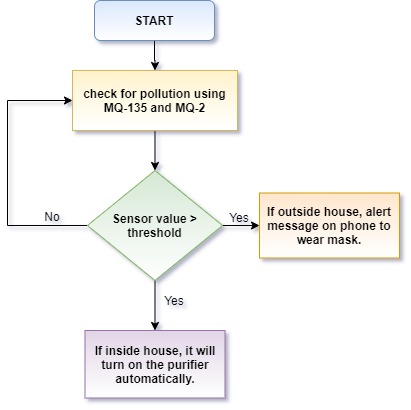 START
check for pollution using
MQ-135 and MQ-2
Sensor value >
threshold
No
Yes
If outside house, alert
message on phone to
wear mask.
Yes
If inside house, it will
turn on the purifier
automatically.